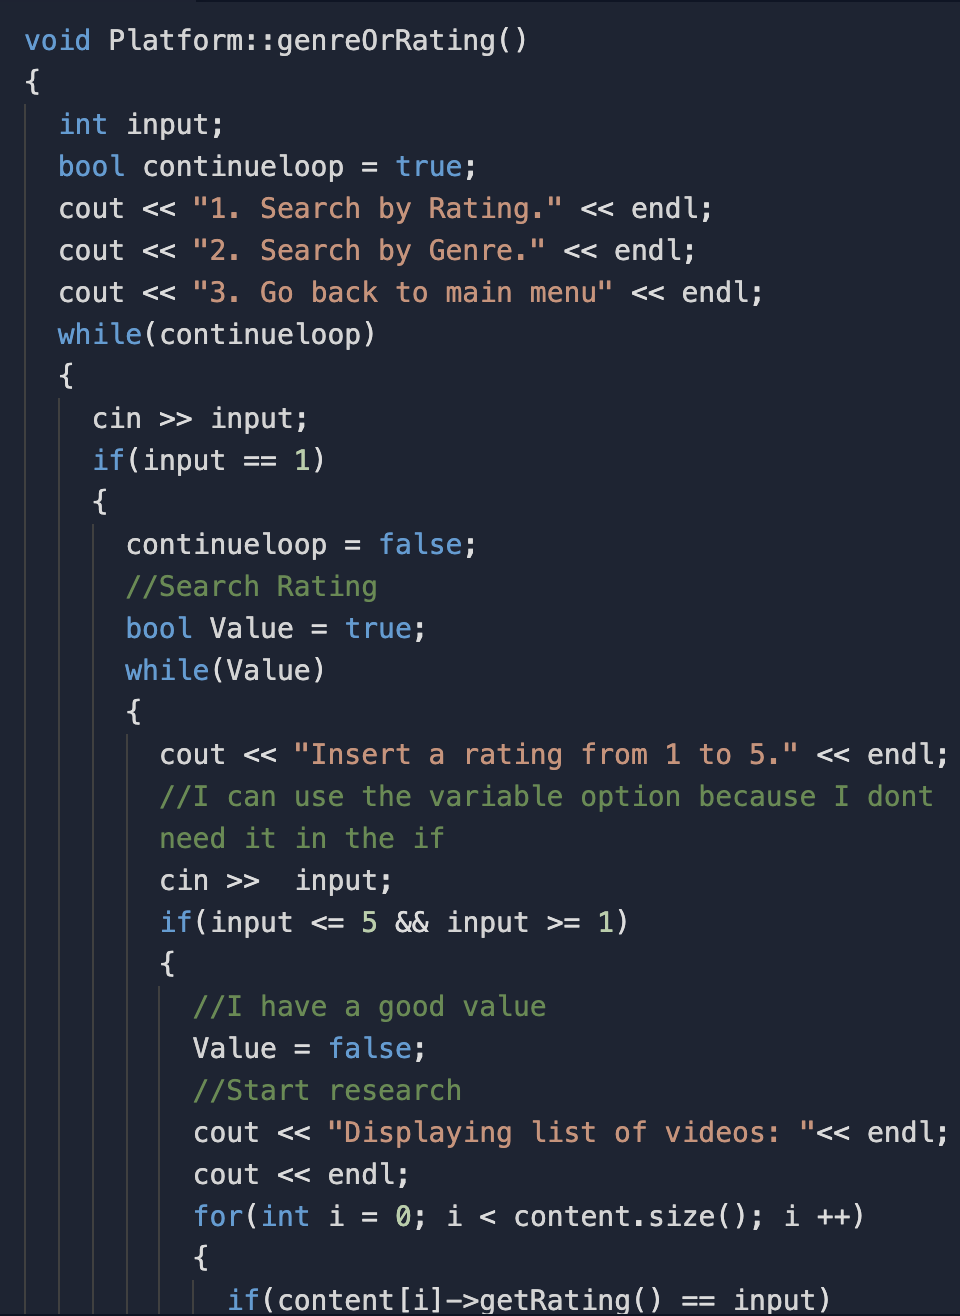 void Platform::genreOrRating()
{
int input;
bool continueloop = true;
cout << "1. Search by Rating." << endl;
cout << "2. Search by Genre." << endl;
cout << "3. Go back to main menu" << endl;
while(continueloop)
{
cin >> input;
if(input == 1)
{
continueloop = false;
//Search Rating
bool Value = true;
while(Value)
{
cout << "Insert a rating from 1 to 5." << endl;
//I can use the variable option because I dont
need it in the if
cin >>  input;
if(input <= 5 && input >= 1)
{
//I have a good value
Value = false;
//Start research
cout << "Displaying list of videos: "<< endl;
cout << endl;
for(int i = 0; i < content.size(); i ++)
{
if(content[i]->getRating() == input)